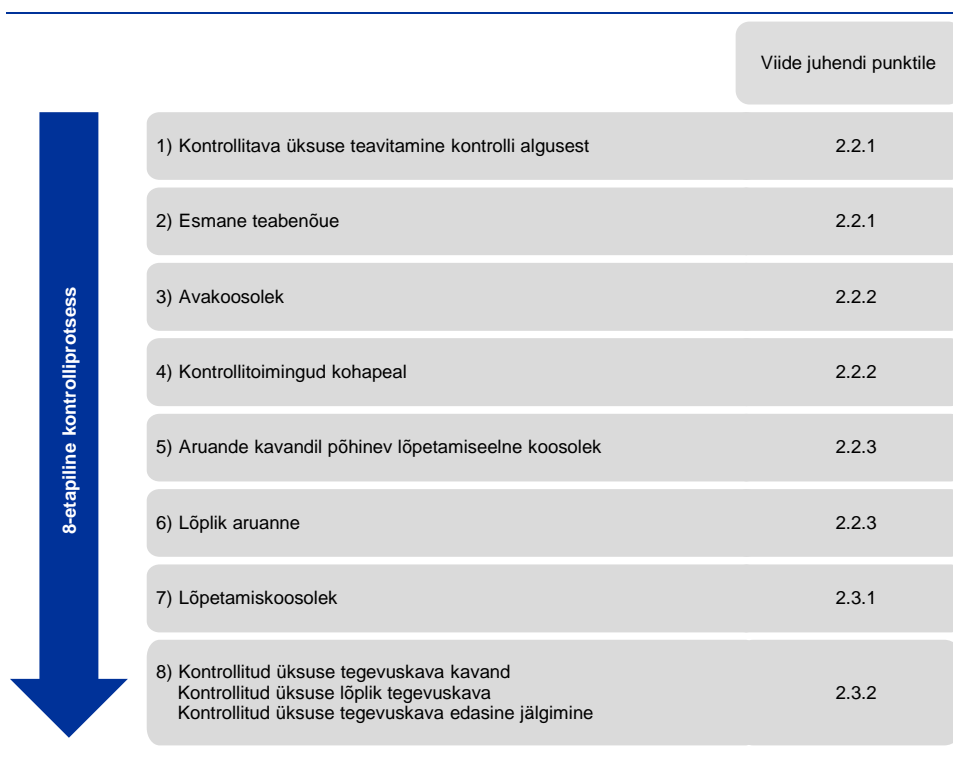 Viide juhendi punktile
8-etapiline kontrolliprotsess
1) Kontrollitava üksuse teavitamine kontrolli algusest 2.2.1
2) Esmane teabenõue 2.2.1
3) Avakoosolek 2.2.2
4) Kontrollitoimingud kohapeal 2.2.2
5) Aruande kavandil põhinev lõpetamiseelne koosolek 2.2.3
6) Lõplik aruanne 2.2.3
7) Lõpetamiskoosolek 2.3.1
8) Kontrollitud üksuse tegevuskava kavand
Kontrollitud üksuse lõplik tegevuskava 2.3.2
Kontrollitud üksuse tegevuskava edasine jälgimine